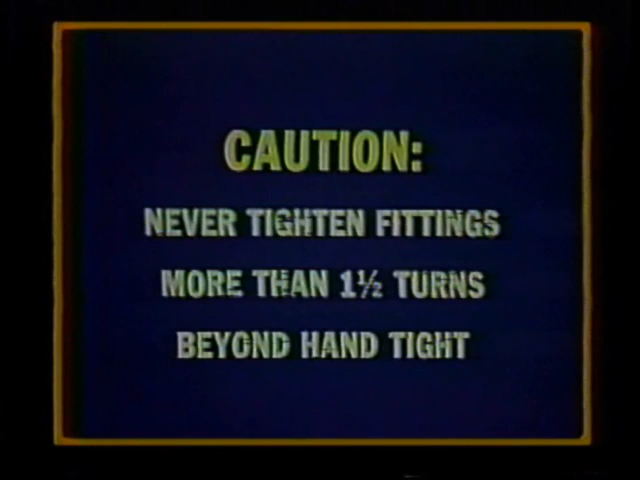 CAUTION:
NEVER TIGHTEN FITTINGS
MORE THAN 1½ TURNS
BEYOND HAND TIGHT